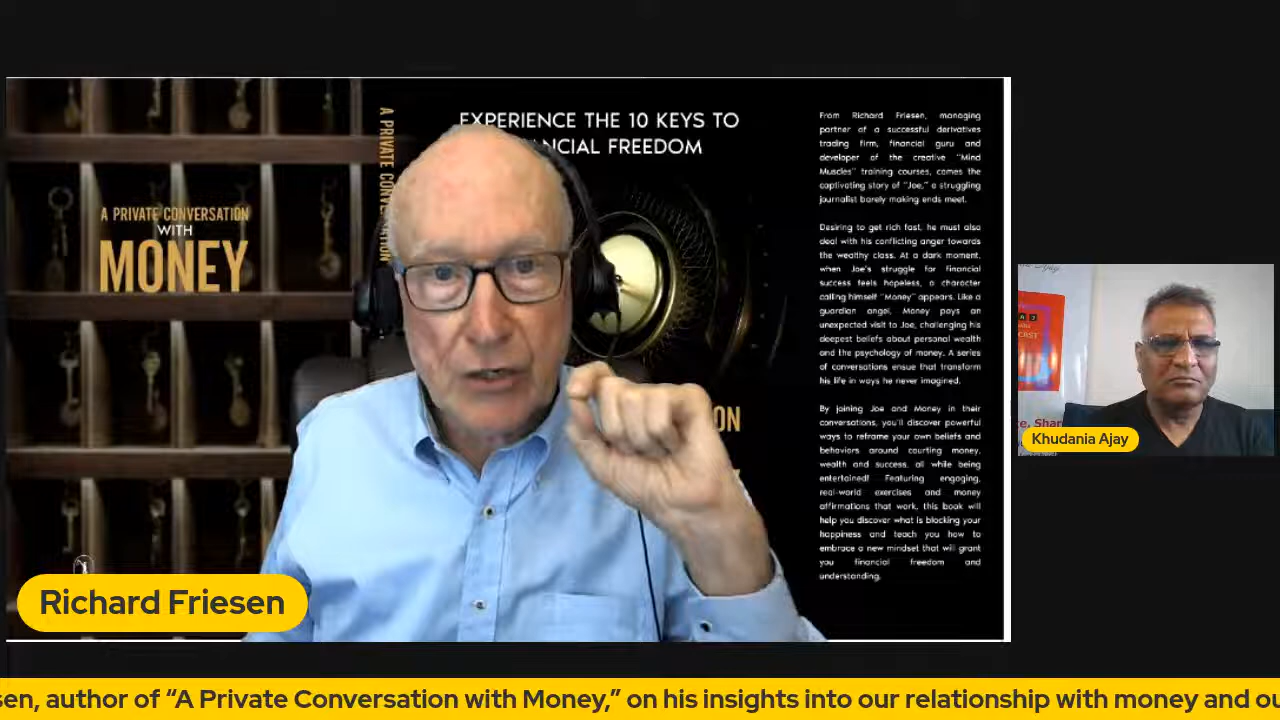 A PRIVATE CONVERSATION
WITH
MONEY
A PRIVATE CONVERSATION
EXPERIENCE THE 10 KEYS TO
NCIAL FREEDOM
ON
From Richard Friesen, managing
partner of a successful derivatives
trading firm, financial guru and
developer of the creative "Mind
Muscles" training courses, comes the
captivating story of "Joe," a struggling
journalist barely making ends meet.
Desiring to get rich fast, he must also
deal with his conflicting anger towards
the wealthy class. At a dark moment,
when Joe's struggle for financial
success feels hopeless, a character
calling himself "Money" appears. Like a
guardian angel, Money pays an
unexpected visit to Joe, challenging his
deepest beliefs about personal wealth
and the psychology of money. A series
of conversations ensue that transform
his life in ways he never imagined.
By joining Joe and Money in their
conversations, you'll discover powerful
ways to reframe your own beliefs and
behaviors around courting money,
wealth and success, all while being
entertained! Featuring engaging,
real-world exercises and money
affirmations that work, this book will
help you discover what is blocking your
happiness and teach you how to
embrace a new mindset that will grant
you financial freedom and
understanding.
Richard Friesen
CAST
e, Shar
Khudania Ajay
sen, author of “A Private Conversation with Money,” on his insights into our relationship with money and ou